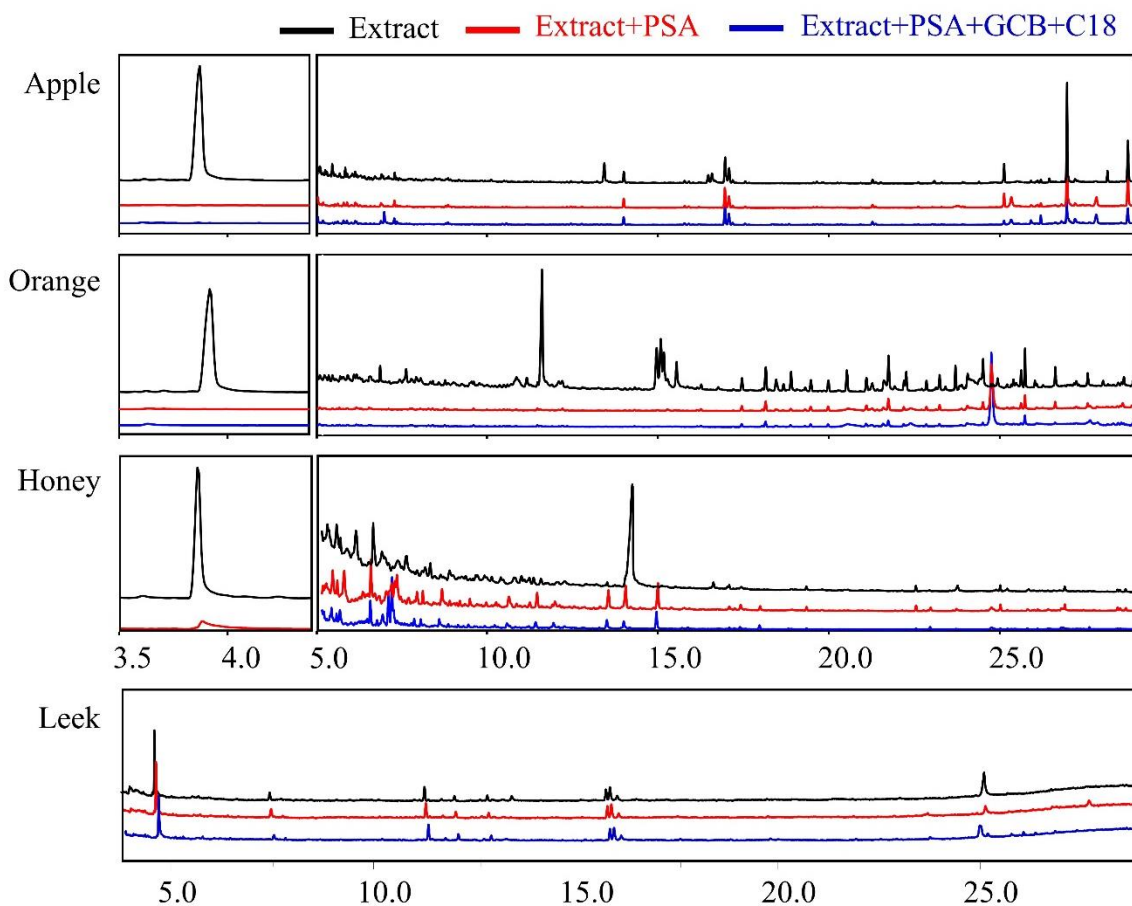 Extract Extract+PSA Extract+PSA+GCB+C18
Apple
Orange
Honey
3.5 4.0 5.0 10.0 15.0 20.0 25.0
Leek
5.0 10.0 15.0 20.0 25.0